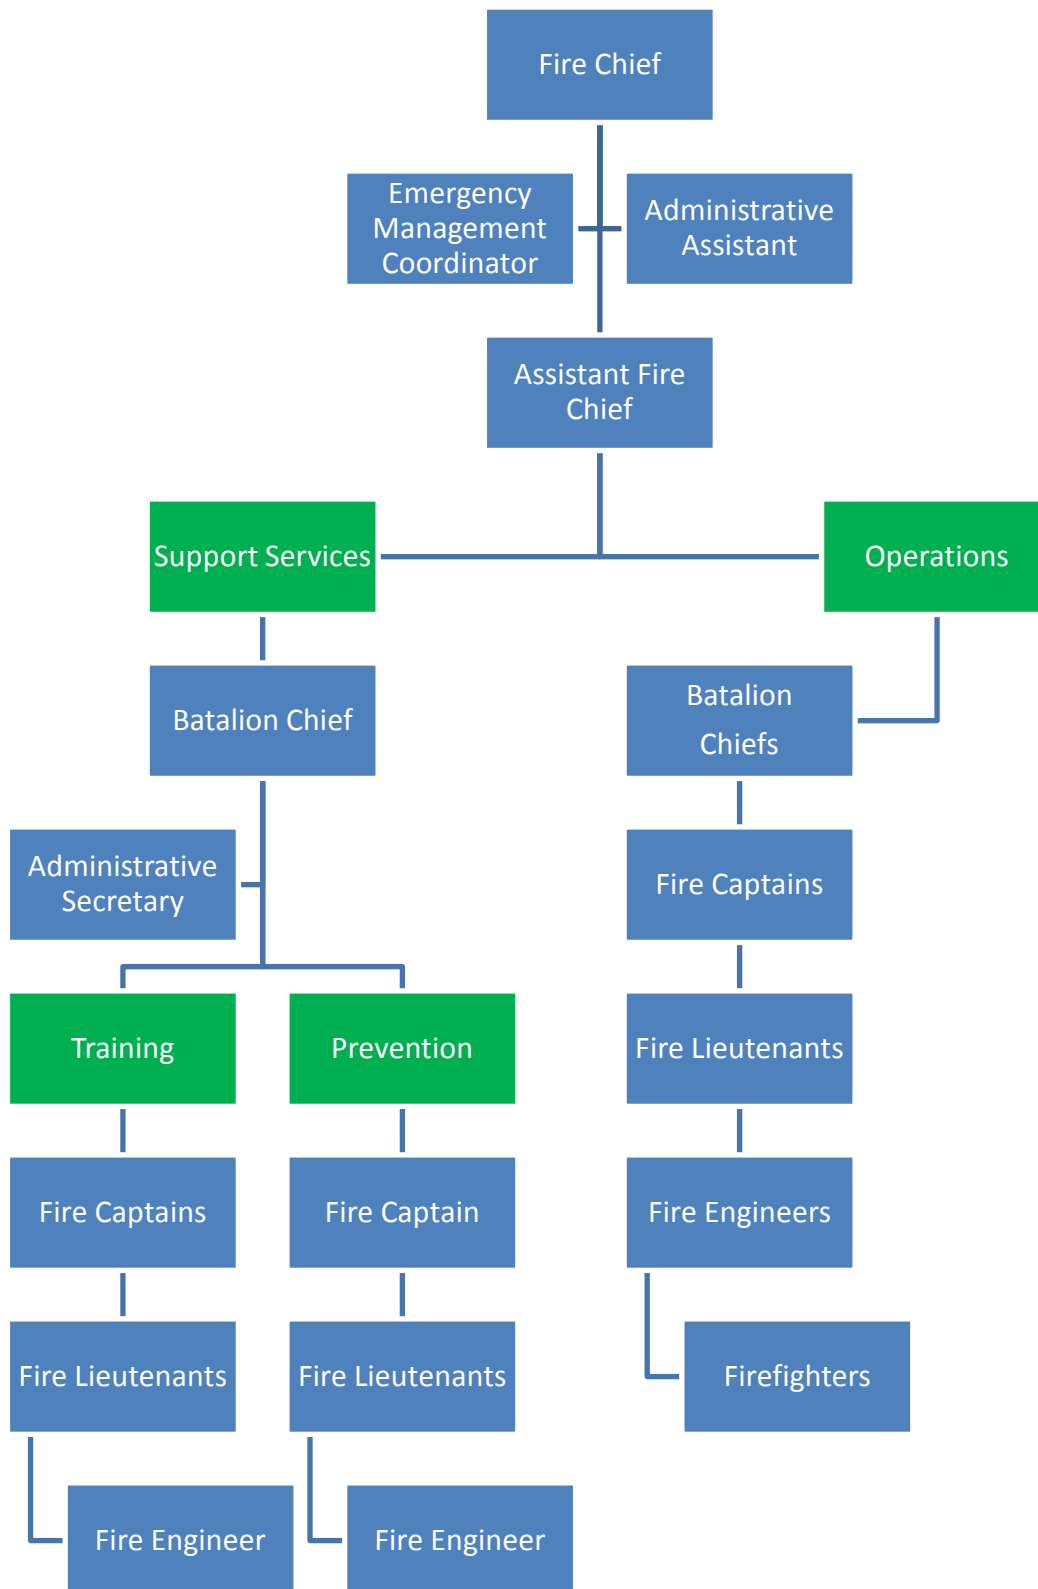 Fire Chief
Emergency
Management
Coordinator
Administrative
Assistant
Assistant Fire
Chief
Support Services
Operations
Batalion Chief
Batalion
Chiefs
Administrative
Secretary
Fire Captains
Training
Prevention
Fire Lieutenants
Fire Captains
Fire Captain
Fire Engineers
Fire Lieutenants
Fire Lieutenants
Firefighters
Fire Engineer
Fire Engineer